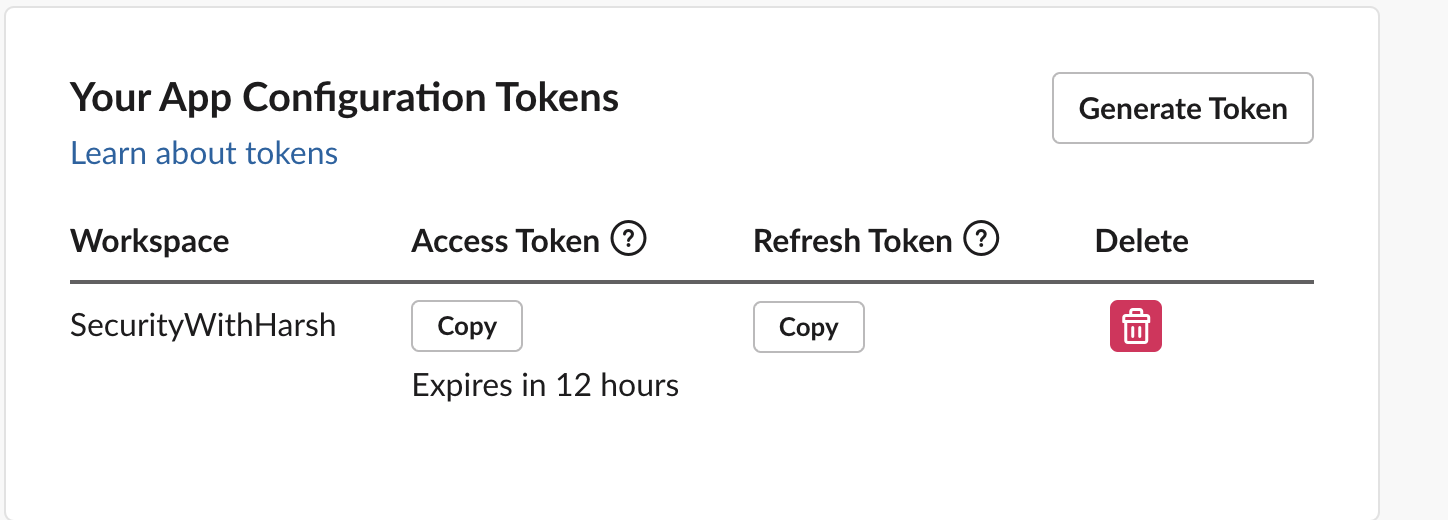 Your App Configuration Tokens
Generate Token
Learn about tokens
Workspace Access Token ? Refresh Token ? Delete
SecurityWithHarsh Copy Copy
Expires in 12 hours